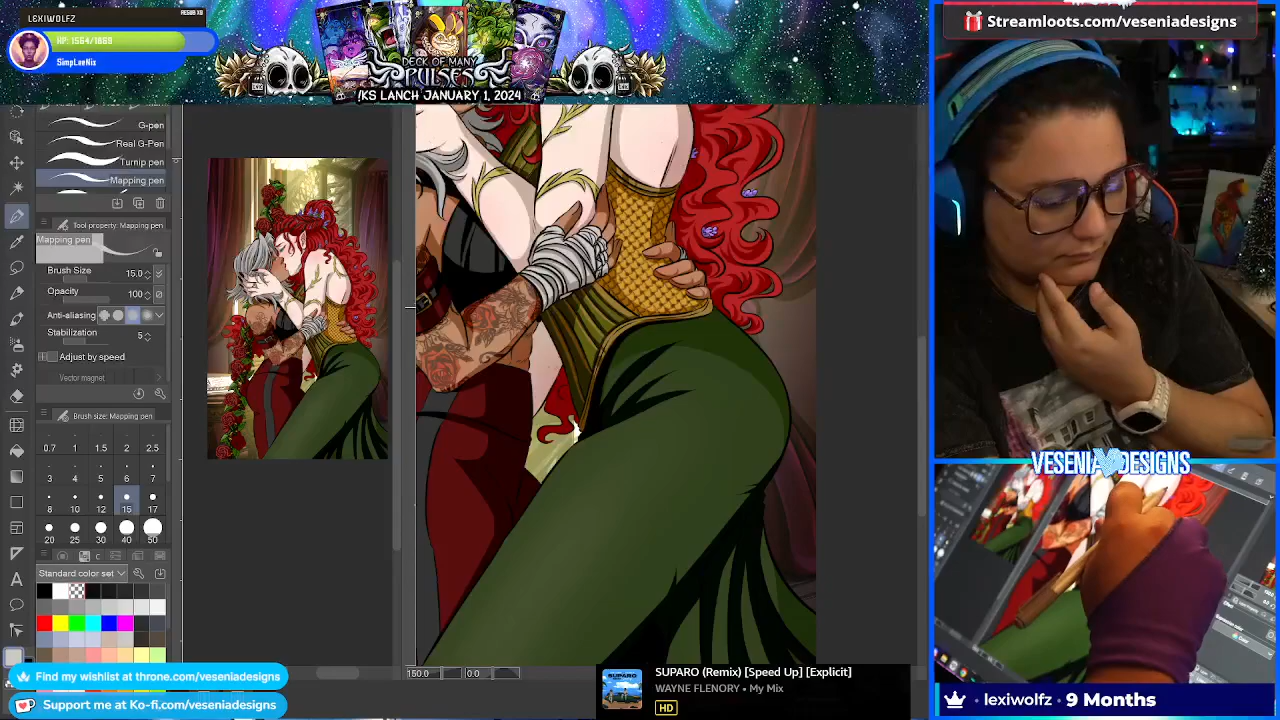 LEXIWOLFZ
XP: 1564/1869
SimpLeeNix
DECK OF MANY
PULSES
!KS LANCH JANUARY 1, 2024
Streamloots.com/veseniadesigns
G-pen
Real G-Pen
Turnip pen
Mapping pen
Tool property: Mapping pen
Mapping pen
Brush Size 15.0
Opacity 100
Anti-aliasing
Stabilization 5
Adjust by speed
Vector magnet
Brush size: Mapping pen
0.7 1 1.5 2 2.5
3 4 5 6 7
8 10 12 15 17
20 25 30 40 50
Standard color set
150.0 0.0
Find my wishlist at throne.com/veseniadesigns
Support me at Ko-fi.com/veseniadesigns
SUPARO (Remix) [Speed Up] [Explicit]
WAYNE FLENORY • My Mix
HD
VESENIA DESIGNS
lexiwolfz 9 Months